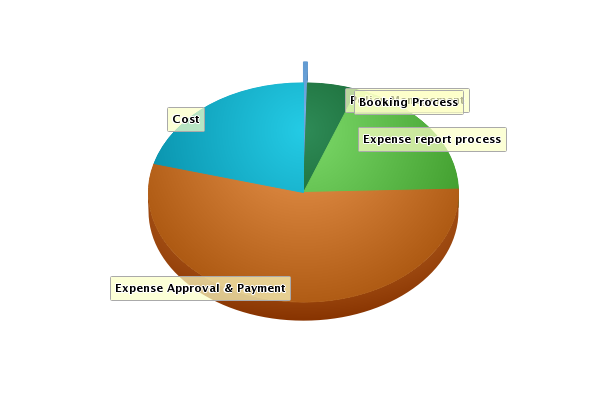 Booking Process
Cost
Expense report process
Expense Approval & Payment